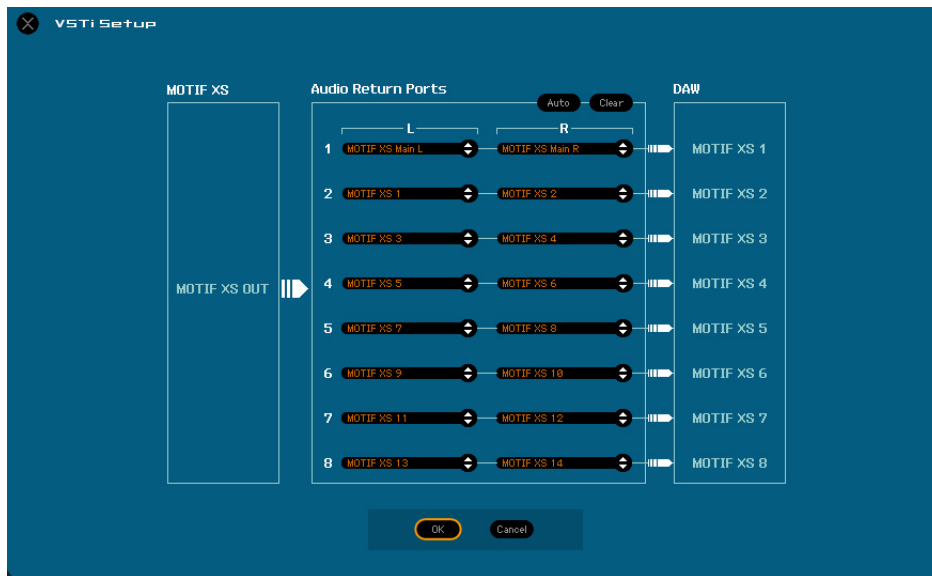 VSTi Setup
MOTIF XS
Audio Return Ports
DAW
Auto
Clear
L
R
1 MOTIF XS Main L MOTIF XS Main R MOTIF XS 1
2 MOTIF XS 1 MOTIF XS 2 MOTIF XS 2
3 MOTIF XS 3 MOTIF XS 4 MOTIF XS 3
MOTIF XS OUT
4 MOTIF XS 5 MOTIF XS 6 MOTIF XS 4
5 MOTIF XS 7 MOTIF XS 8 MOTIF XS 5
6 MOTIF XS 9 MOTIF XS 10 MOTIF XS 6
7 MOTIF XS 11 MOTIF XS 12 MOTIF XS 7
8 MOTIF XS 13 MOTIF XS 14 MOTIF XS 8
OK
Cancel